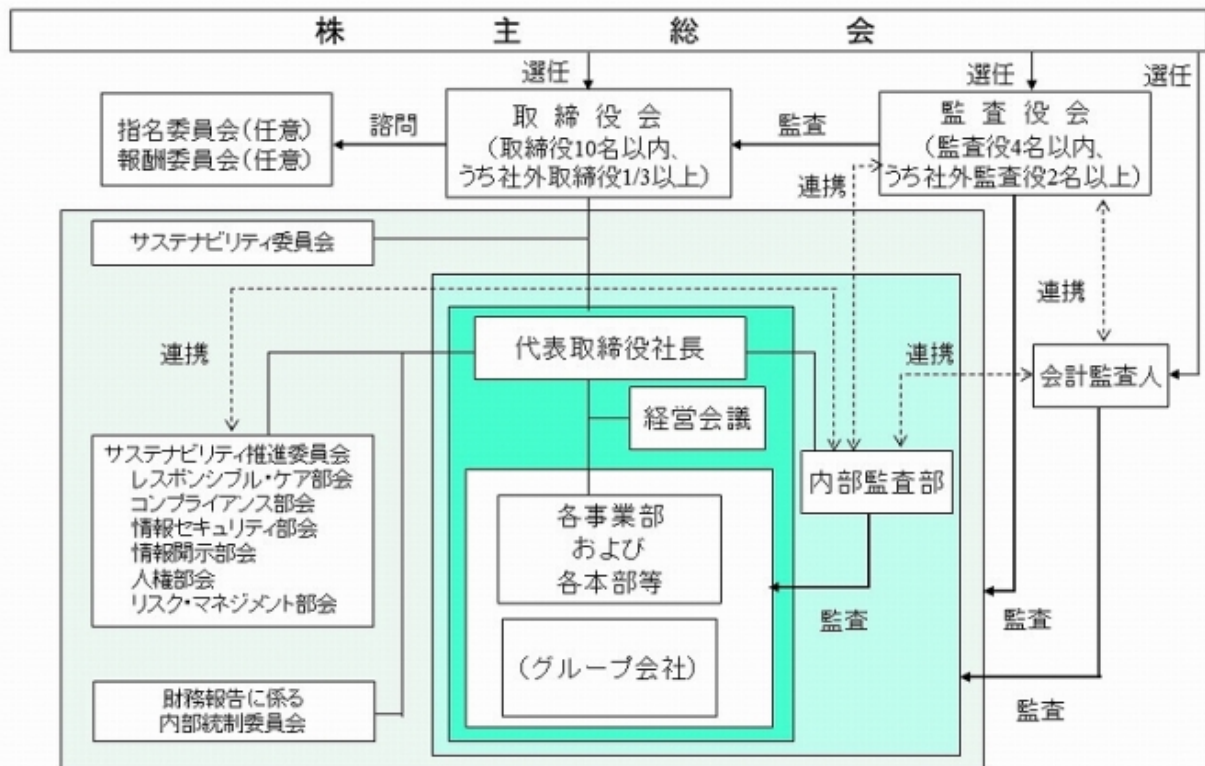 株主総会
選任
選任
選任
指名委員会(任意)
報酬委員会(任意)
諮問
取締役会
(取締役10名以内、
うち社外取締役1/3以上)
監査
監査役会
(監査役4名以内、
うち社外監査役2名以上)
連携
サステナビリティ委員会
連携
連携
代表取締役社長
連携
会計監査人
経営会議
サステナビリティ推進委員会
レスポンシブル・ケア部会
コンプライアンス部会
情報セキュリティ部会
情報開示部会
人権部会
リスク・マネジメント部会
内部監査部
各事業部
および
各本部等
監査
監査
(グループ会社)
財務報告に係る
内部統制委員会
監査